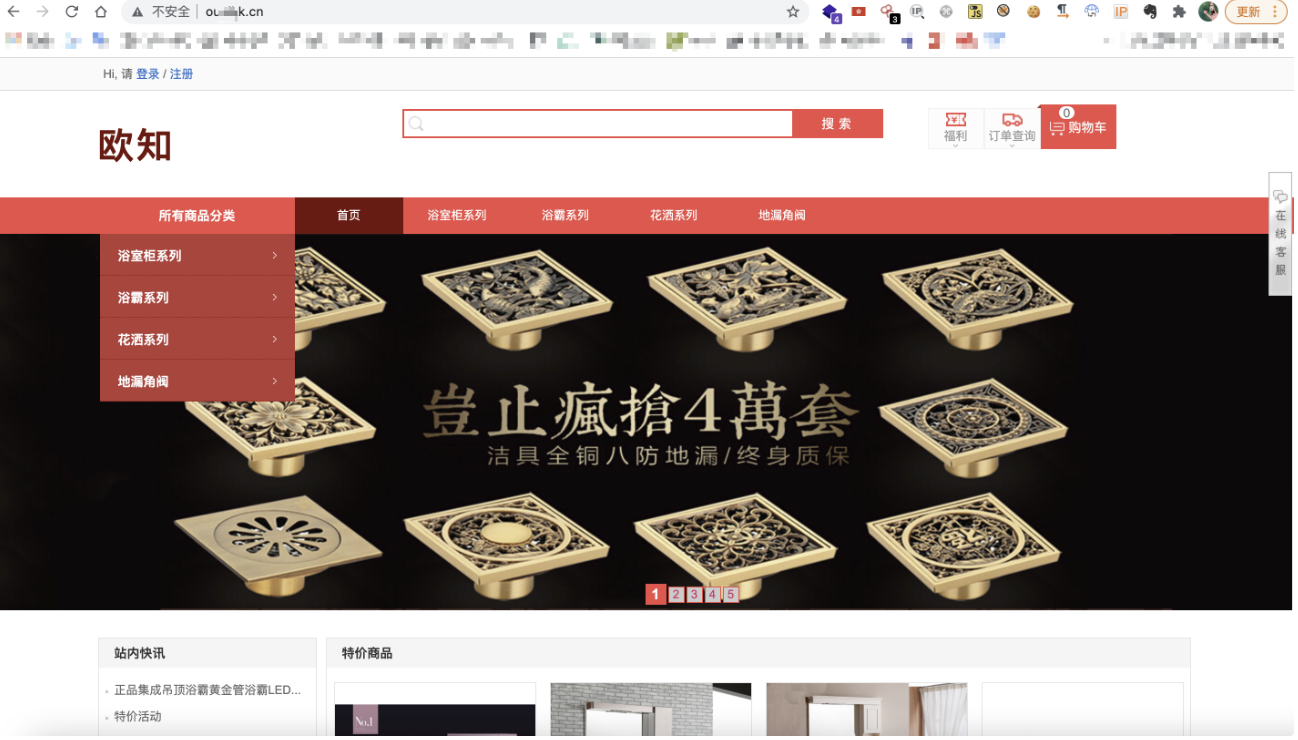 不安全
更新
Hi, 请 登录 / 注册
欧知
搜 索
福利
订单查询
0
购物车
所有商品分类
首页
浴室柜系列
浴霸系列
花洒系列
地漏角阀
浴室柜系列
浴霸系列
花洒系列
地漏角阀
在线客服
豈止瘋搶4萬套
洁具全铜八防地漏/终身质保
1 2 3 4 5
站内快讯
特价商品
正品集成吊顶浴霸黄金管浴霸LED...
特价活动
No.1